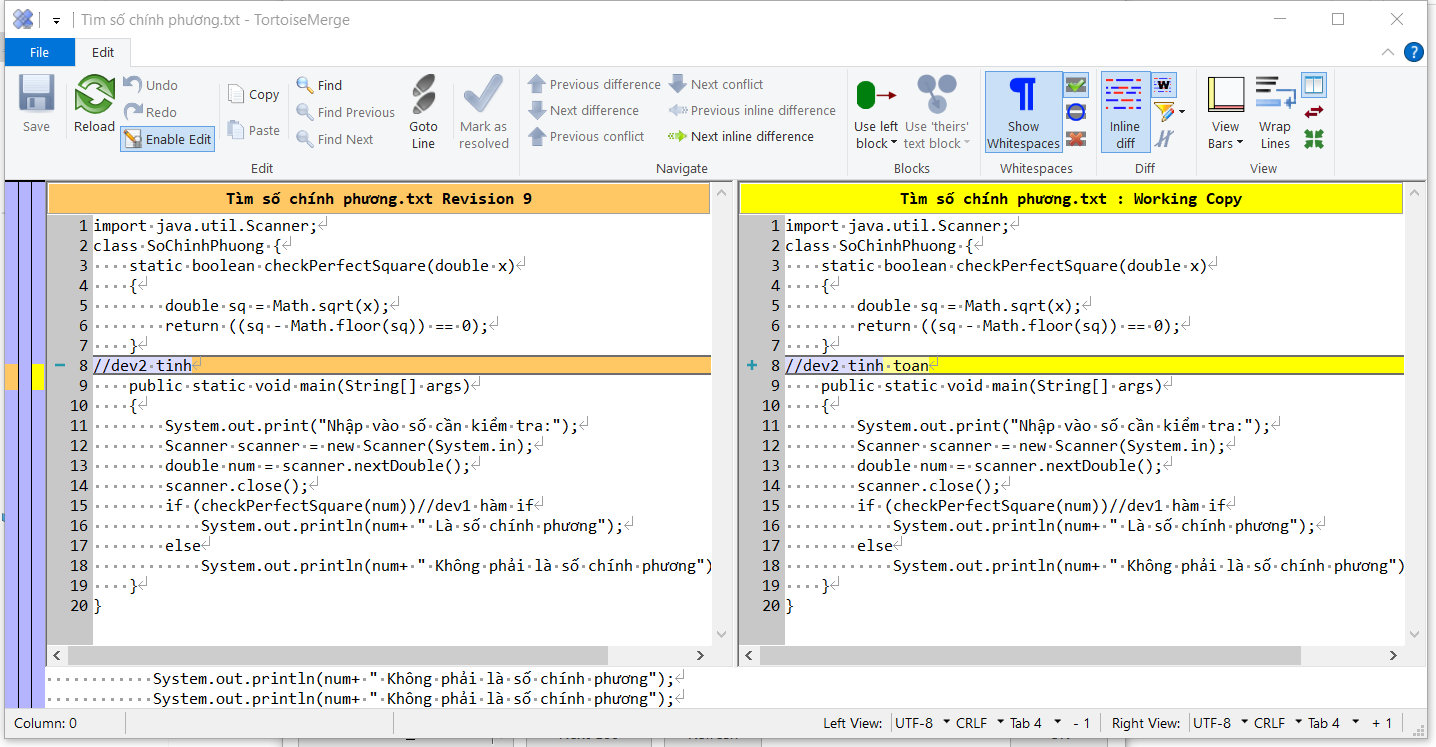 Tìm số chính phương.txt - TortoiseMerge
File Edit
Save
Reload
Undo
Redo
Enable Edit
Copy
Paste
Find
Find Previous
Find Next
Goto Line
Mark as resolved
Edit
Previous difference
Next difference
Previous conflict
Next conflict
Previous inline difference
Next inline difference
Navigate
Use left block
Use 'theirs' text block
Blocks
Show Whitespaces
Whitespaces
Inline diff
Diff
View Bars
Wrap Lines
View
Tìm số chính phương.txt Revision 9
1 import java.util.Scanner;
2 class SoChinhPhuong {
3 static boolean checkPerfectSquare(double x)
4 {
5 double sq = Math.sqrt(x);
6 return ((sq - Math.floor(sq)) == 0);
7 }
8 //dev2 tinh
9 public static void main(String[] args)
10 {
11 System.out.print("Nhập vào số cần kiểm tra:");
12 Scanner scanner = new Scanner(System.in);
13 double num = scanner.nextDouble();
14 scanner.close();
15 if (checkPerfectSquare(num))//dev1 hàm if
16 System.out.println(num+ " Là số chính phương");
17 else
18 System.out.println(num+ " Không phải là số chính phương")
19 }
20 }
Tìm số chính phương.txt : Working Copy
1 import java.util.Scanner;
2 class SoChinhPhuong {
3 static boolean checkPerfectSquare(double x)
4 {
5 double sq = Math.sqrt(x);
6 return ((sq - Math.floor(sq)) == 0);
7 }
8 //dev2 tinh toan
9 public static void main(String[] args)
10 {
11 System.out.print("Nhập vào số cần kiểm tra:");
12 Scanner scanner = new Scanner(System.in);
13 double num = scanner.nextDouble();
14 scanner.close();
15 if (checkPerfectSquare(num))//dev1 hàm if
16 System.out.println(num+ " Là số chính phương");
17 else
18 System.out.println(num+ " Không phải là số chính phương")
19 }
20 }
System.out.println(num+ " Không phải là số chính phương");
System.out.println(num+ " Không phải là số chính phương");
Column: 0
Left View: UTF-8 CRLF Tab 4 - 1
Right View: UTF-8 CRLF Tab 4 + 1